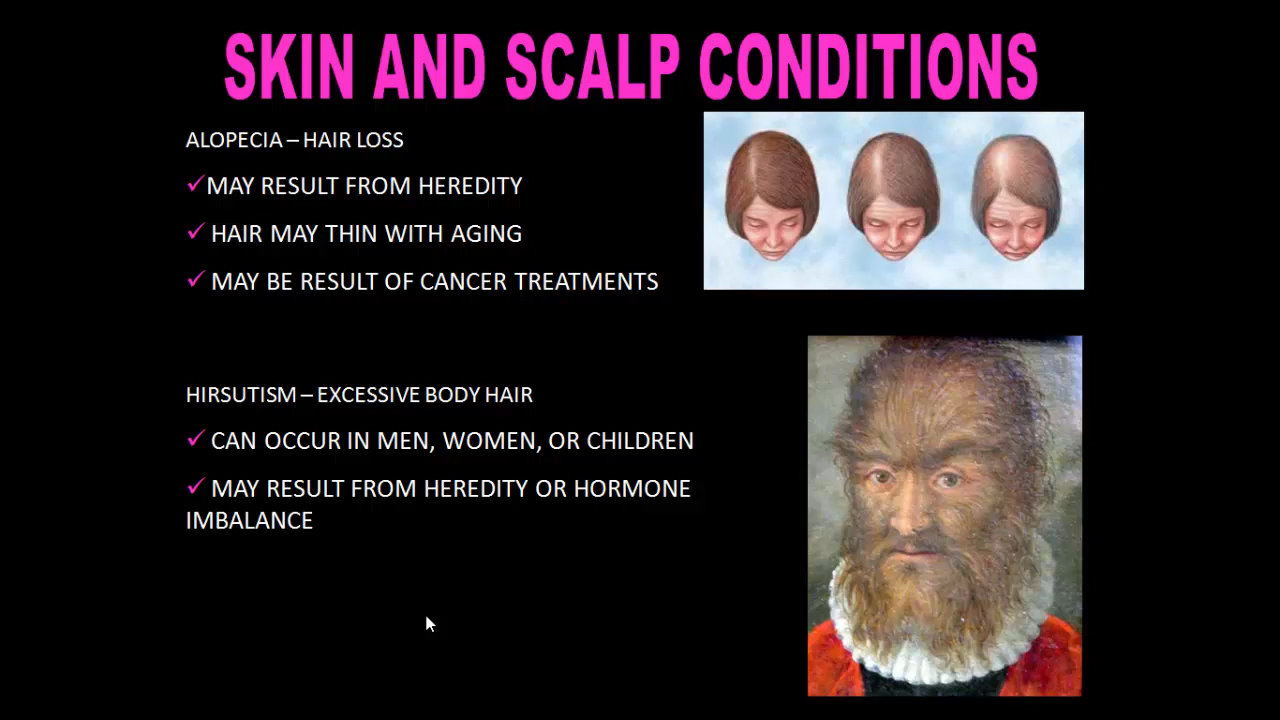 SKIN AND SCALP CONDITIONS
ALOPECIA – HAIR LOSS
✓MAY RESULT FROM HEREDITY
✓ HAIR MAY THIN WITH AGING
✓ MAY BE RESULT OF CANCER TREATMENTS
HIRSUTISM – EXCESSIVE BODY HAIR
✓ CAN OCCUR IN MEN, WOMEN, OR CHILDREN
✓ MAY RESULT FROM HEREDITY OR HORMONE
IMBALANCE